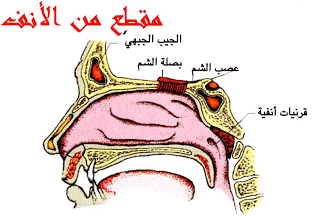 مقطع من الأنف
الجيب الجبهي
بصلة الشم
عصب الشم
قرنيات أنفية